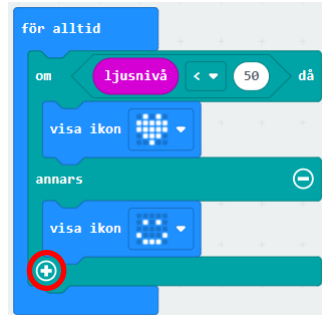 för alltid
om ljusnivå < 50 då
visa ikon
annars
visa ikon